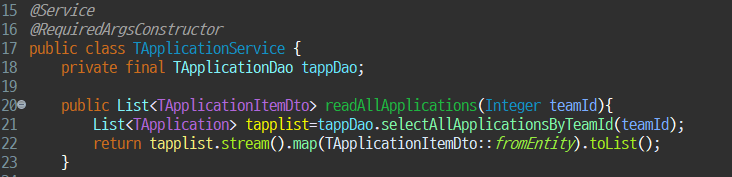 15 @Service
16 @RequiredArgsConstructor
17 public class TApplicationService {
18     private final TApplicationDao tappDao;
19
20     public List<TApplicationItemDto> readAllApplications(Integer teamId){
21         List<TApplication> tapplist=tappDao.selectAllApplicationsByTeamId(teamId);
22         return tapplist.stream().map(TApplicationItemDto::fromEntity).toList();
23     }